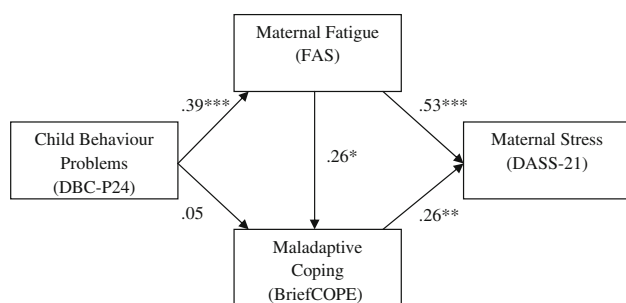 Maternal Fatigue
(FAS)
.39***
.53***
Child Behaviour
Problems
(DBC-P24)
.26*
Maternal Stress
(DASS-21)
.05
.26**
Maladaptive
Coping
(BriefCOPE)